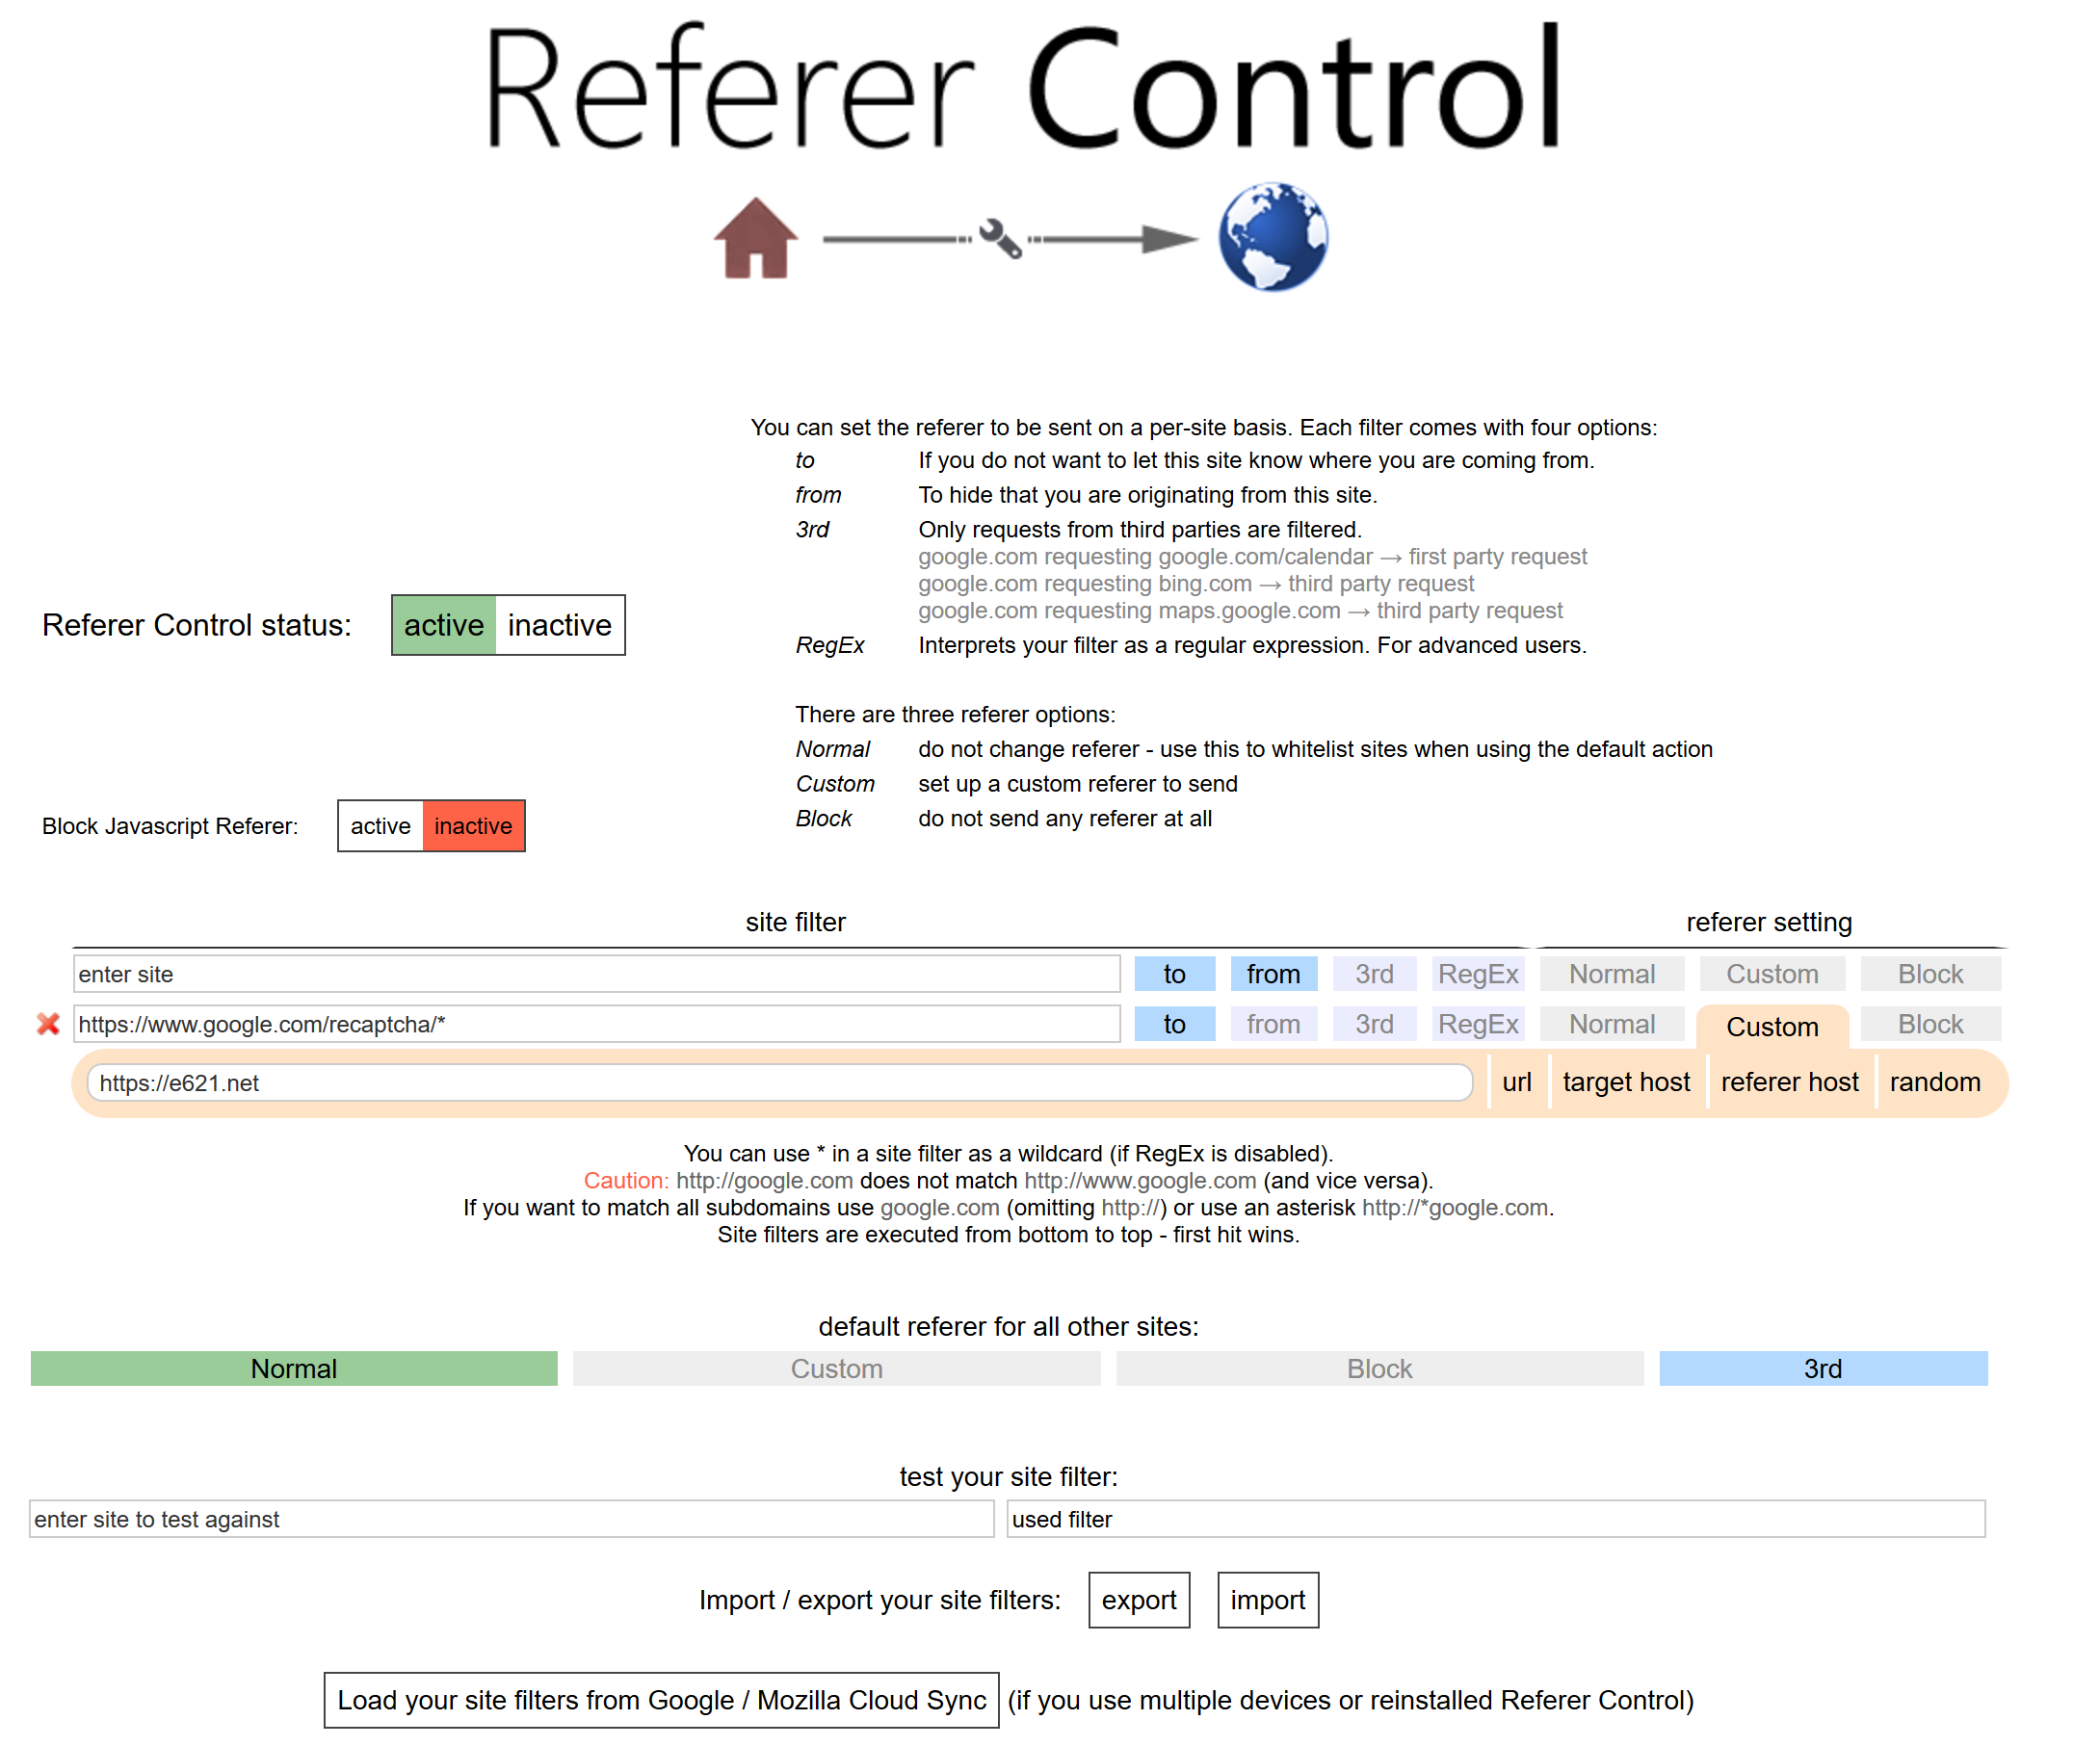 Referer Control
You can set the referer to be sent on a per-site basis. Each filter comes with four options:
to If you do not want to let this site know where you are coming from.
from To hide that you are originating from this site.
3rd Only requests from third parties are filtered.
google.com requesting google.com/calendar → first party request
google.com requesting bing.com → third party request
google.com requesting maps.google.com → third party request
RegEx Interprets your filter as a regular expression. For advanced users.
Referer Control status: active inactive
There are three referer options:
Normal do not change referer - use this to whitelist sites when using the default action
Custom set up a custom referer to send
Block do not send any referer at all
Block Javascript Referer: active inactive
site filter referer setting
enter site to from 3rd RegEx Normal Custom Block
https://www.google.com/recaptcha/* to from 3rd RegEx Normal Custom Block
https://e621.net url target host referer host random
You can use * in a site filter as a wildcard (if RegEx is disabled).
Caution: http://google.com does not match http://www.google.com (and vice versa).
If you want to match all subdomains use google.com (omitting http://) or use an asterisk http://*google.com.
Site filters are executed from bottom to top - first hit wins.
default referer for all other sites:
Normal Custom Block 3rd
test your site filter:
enter site to test against used filter
Import / export your site filters: export import
Load your site filters from Google / Mozilla Cloud Sync (if you use multiple devices or reinstalled Referer Control)